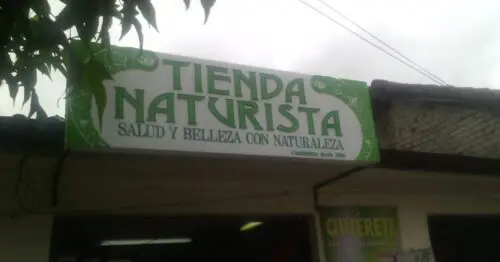 TIENDA
NATURISTA
SALUD Y BELLEZA CON NATURALEZA